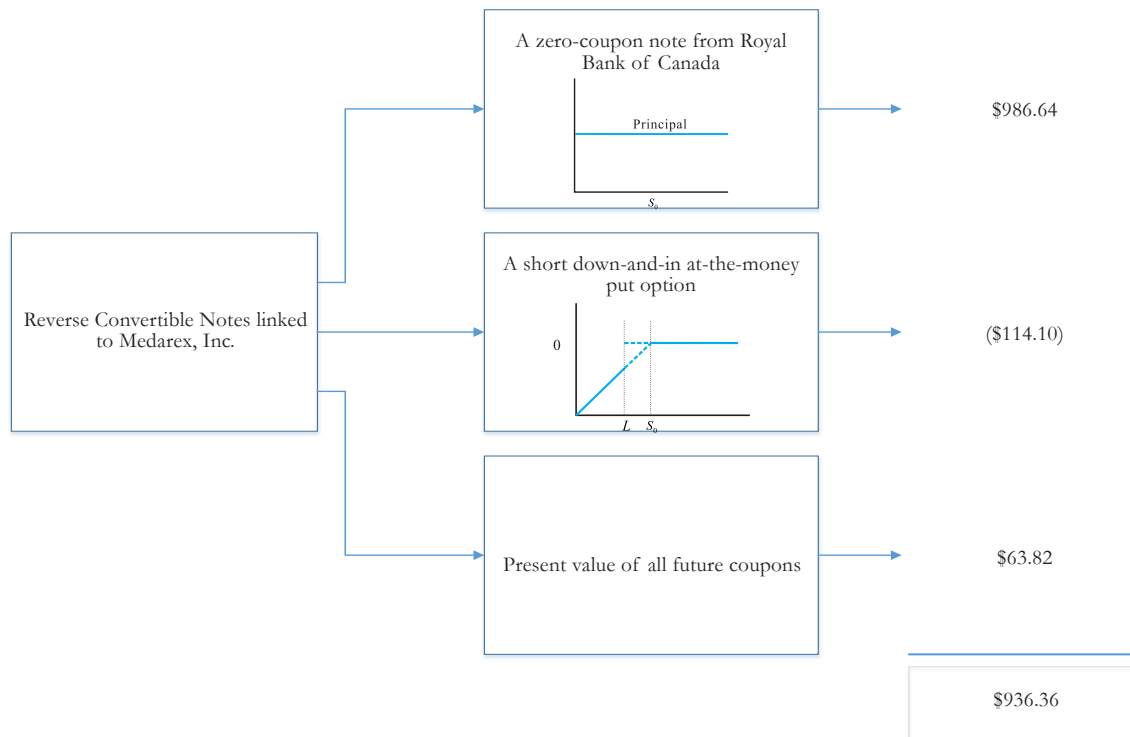 A zero-coupon note from Royal
Bank of Canada
Principal
S₀
$986.64
Reverse Convertible Notes linked
to Medarex, Inc.
A short down-and-in at-the-money
put option
0
L S₀
($114.10)
Present value of all future coupons
$63.82
$936.36